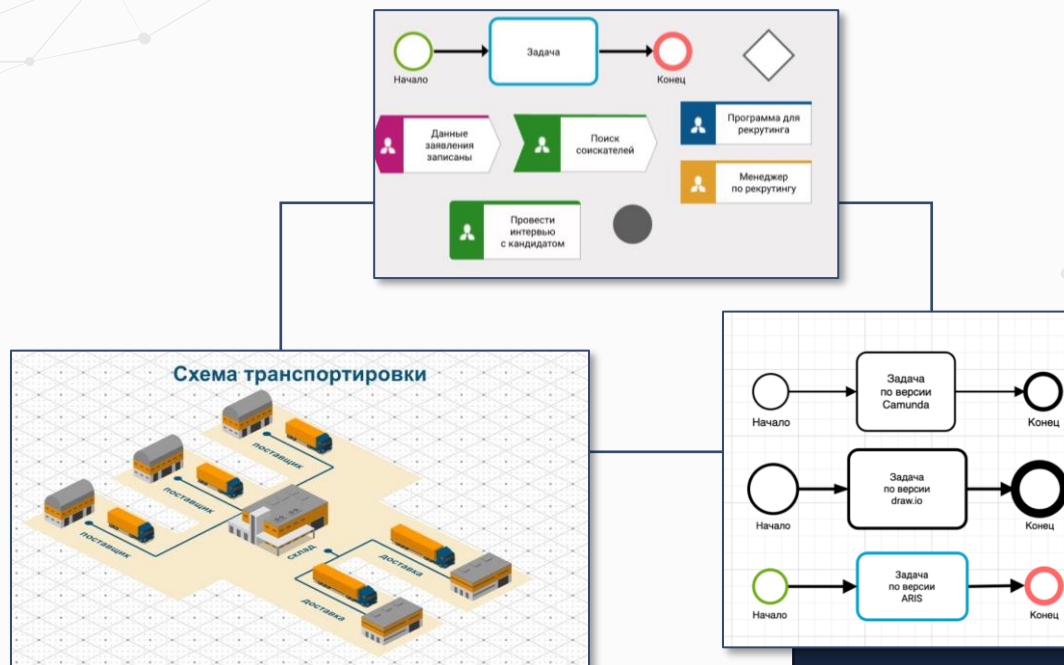 Задача
Начало
Конец
Данные
заявления
записаны
Поиск
соискателей
Программа для
рекрутинга
Менеджер
по рекрутингу
Провести
интервью
с кандидатом
Схема транспортировки
поставщик
поставщик
поставщик
склад
доставка
доставка
Задача
по версии
Camunda
Начало
Конец
Задача
по версии
draw.io
Начало
Конец
Задача
по версии
ARIS
Начало
Конец